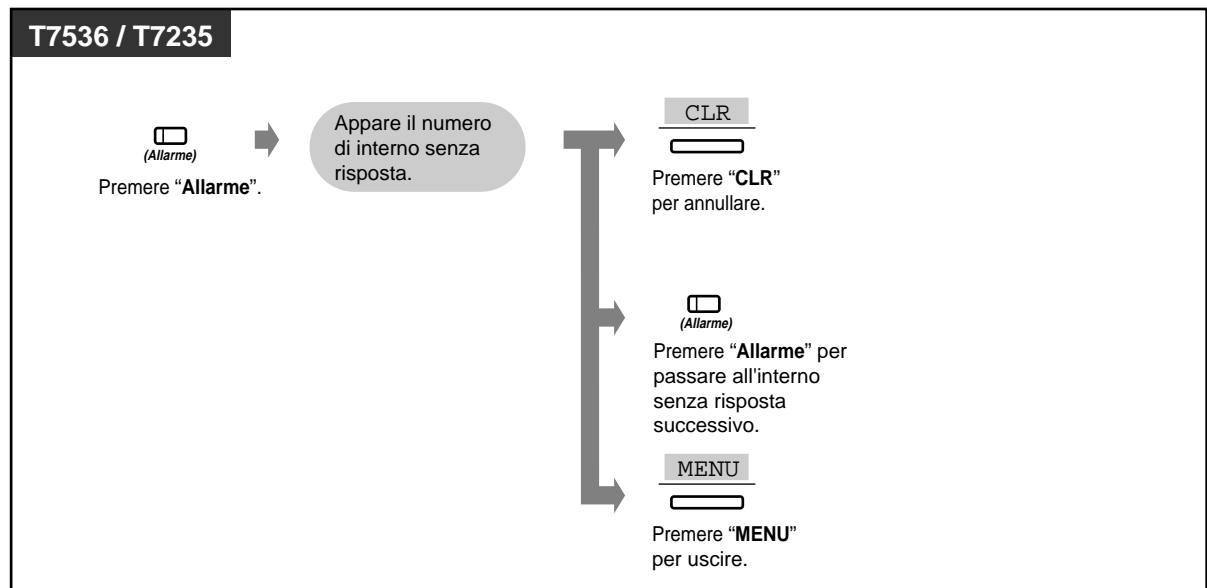 T7536 / T7235
(Allarme)
Premere “Allarme”.
Appare il numero
di interno senza
risposta.
CLR
Premere “CLR”
per annullare.
(Allarme)
Premere “Allarme” per
passare all'interno
senza risposta
successivo.
MENU
Premere “MENU”
per uscire.